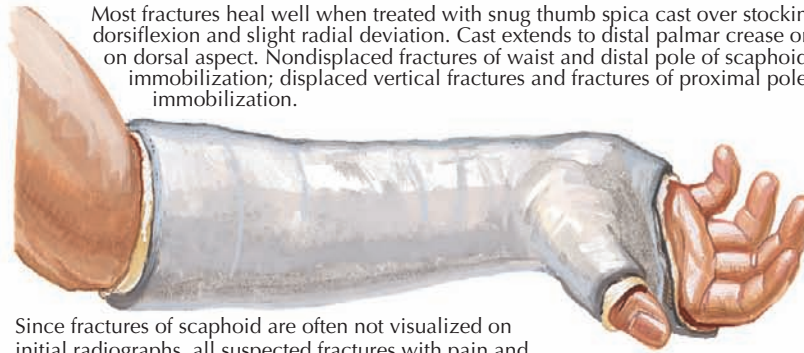 Most fractures heal well when treated with snug thumb spica cast over
dorsiflexion and slight radial deviation. Cast extends to distal palmar crease
on dorsal aspect. Nondisplaced fractures of waist and distal pole of scaphoid
immobilization; displaced vertical fractures and fractures of proximal pole
immobilization.
Since fractures of scaphoid are often not visualized on
initial radiographs, all suspected fractures with pain and